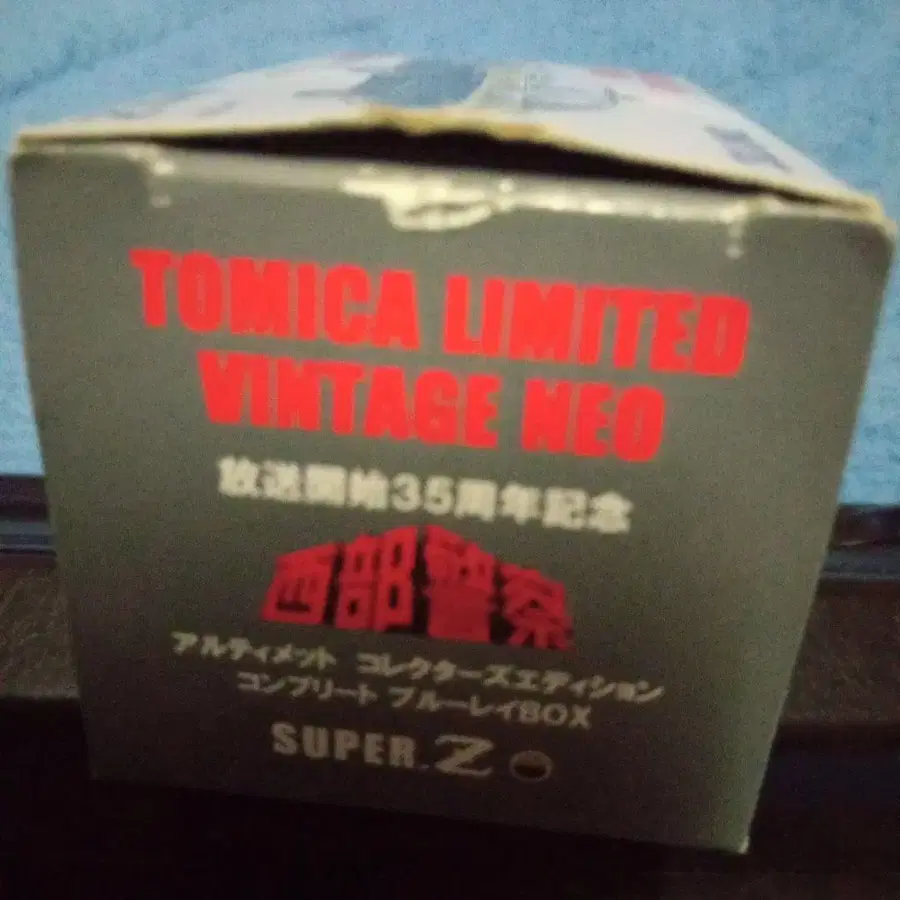 TOMICA LIMITED
VINTAGE NEO
放送開始35周年記念
西部警察
アルティメット コレクターズエディション
コンプリート ブルーレイBOX
SUPER Z